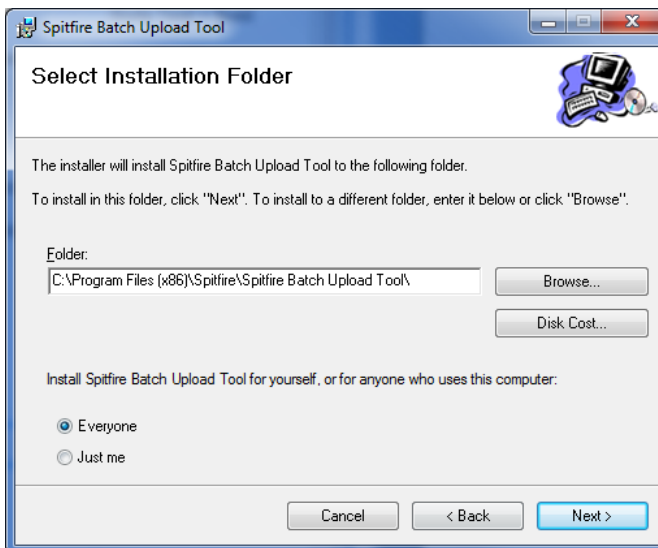 Spitfire Batch Upload Tool
Select Installation Folder
The installer will install Spitfire Batch Upload Tool to the following folder.
To install in this folder, click "Next". To install to a different folder, enter it below or click "Browse".
Folder:
C:\Program Files (x86)\Spitfire\Spitfire Batch Upload Tool\
Browse...
Disk Cost...
Install Spitfire Batch Upload Tool for yourself, or for anyone who uses this computer:
Everyone
Just me
Cancel
< Back
Next >